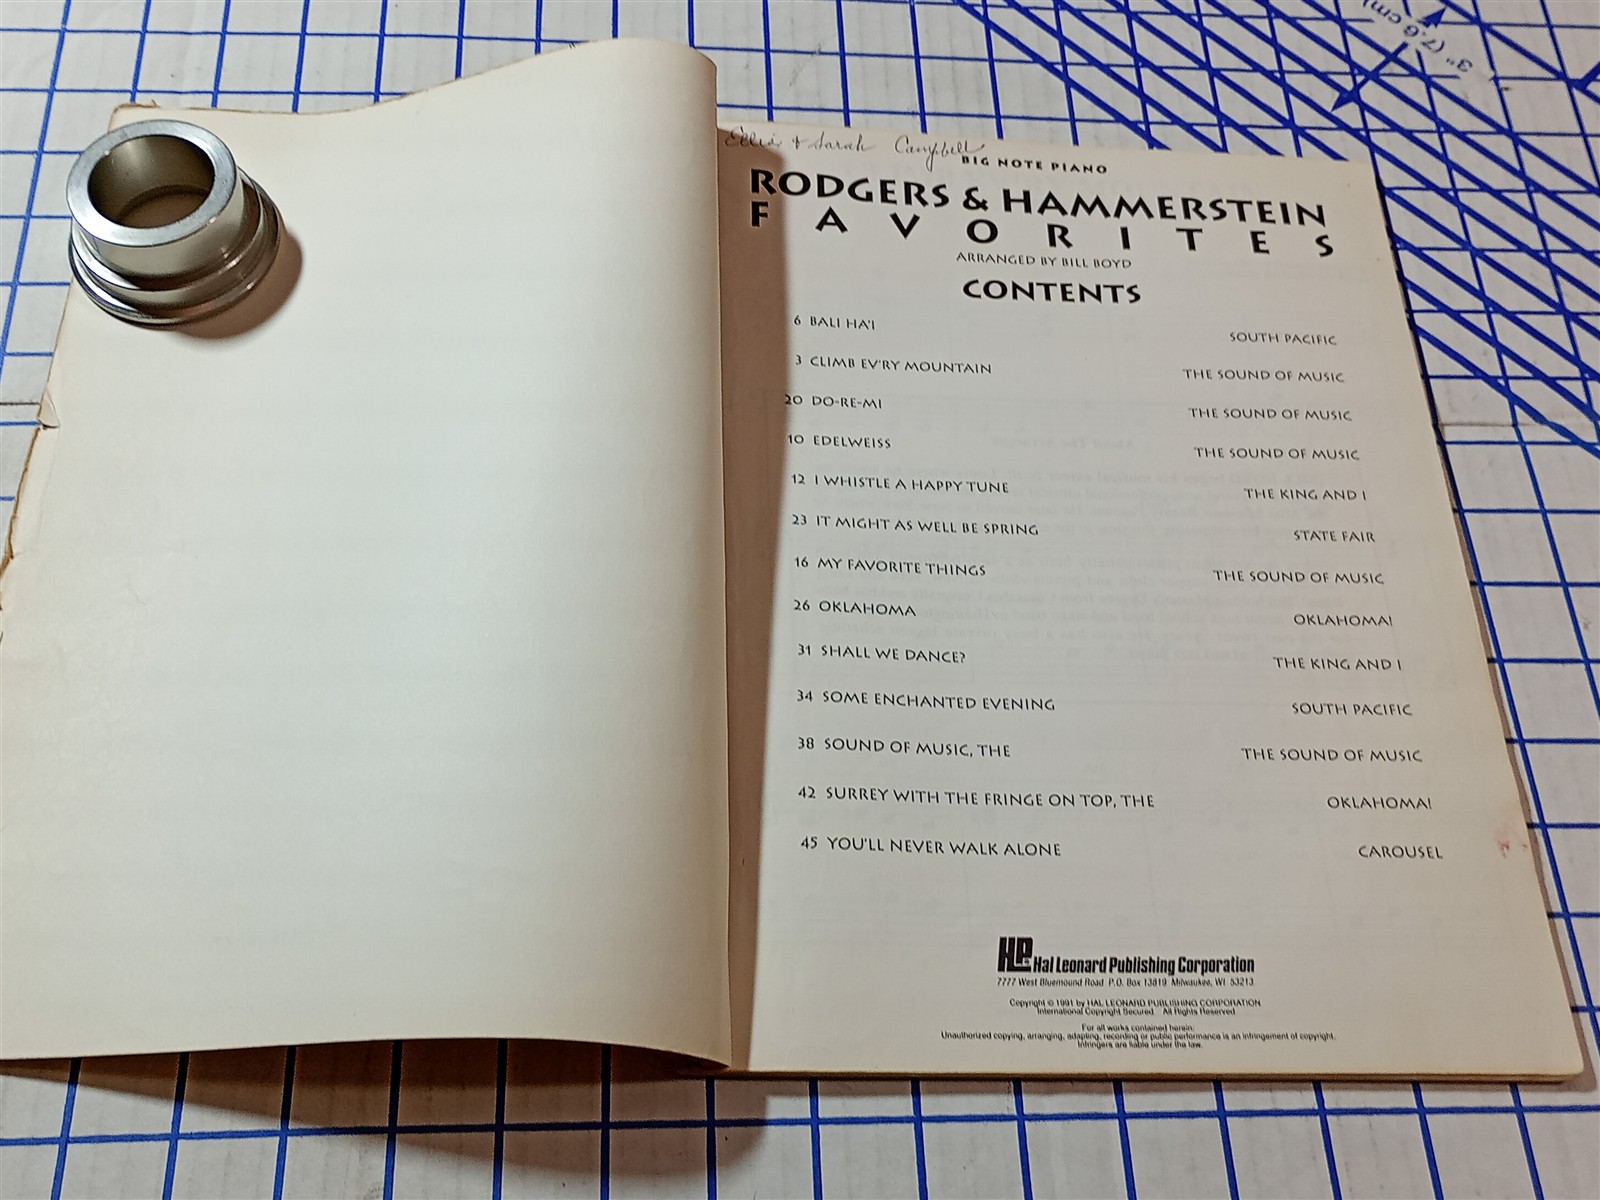 3" (7.6 cm)
& Sarah Campbell
BIG NOTE PIANO
RODGERS & HAMMERSTEIN
FAVORITES
ARRANGED BY BILL BOYD
CONTENTS
6 BALI HA'I SOUTH PACIFIC
3 CLIMB EV'RY MOUNTAIN THE SOUND OF MUSIC
20 DO-RE-MI THE SOUND OF MUSIC
10 EDELWEISS THE SOUND OF MUSIC
12 I WHISTLE A HAPPY TUNE THE KING AND I
23 IT MIGHT AS WELL BE SPRING STATE FAIR
16 MY FAVORITE THINGS THE SOUND OF MUSIC
26 OKLAHOMA OKLAHOMA!
31 SHALL WE DANCE? THE KING AND I
34 SOME ENCHANTED EVENING SOUTH PACIFIC
38 SOUND OF MUSIC, THE THE SOUND OF MUSIC
42 SURREY WITH THE FRINGE ON TOP, THE OKLAHOMA!
45 YOU'LL NEVER WALK ALONE CAROUSEL
HLP Hal Leonard Publishing Corporation
7777 West Bluemound Road P.O. Box 13819 Milwaukee, WI 53213
Copyright © 1991 by HAL LEONARD PUBLISHING CORPORATION
International Copyright Secured All Rights Reserved
For all works contained herein:
Unauthorized copying, arranging, adapting, recording or public performance is an infringement of copyright.
Infringers are liable under the law.